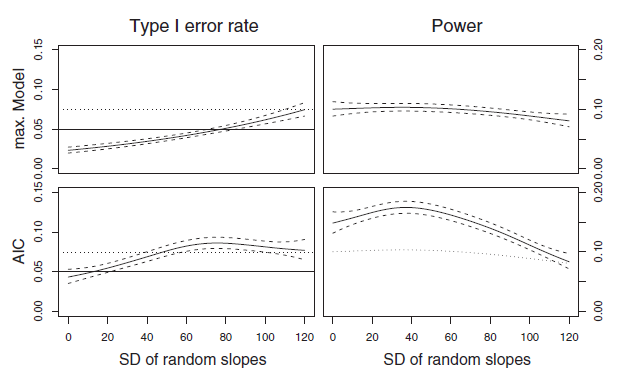 Type I error rate
Power
max. Model
0.00 0.05 0.10 0.15
0.00 0.10 0.20
AIC
0.00 0.05 0.10 0.15
0.00 0.10 0.20
0 20 40 60 80 100 120
0 20 40 60 80 100 120
SD of random slopes
SD of random slopes